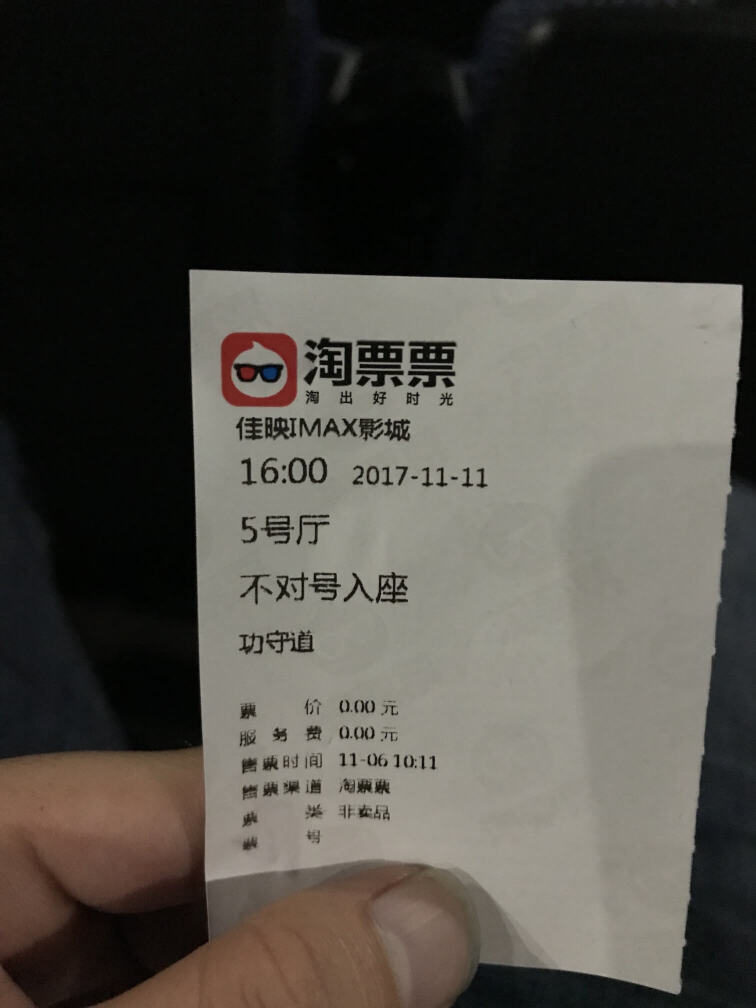 淘票票
淘出好时光
佳映IMAX影城
16:00 2017-11-11
5号厅
不对号入座
功守道
票价 0.00 元
服务费 0.00 元
售票时间 11-06 10:11
售票渠道 淘票票
票类 非卖品
票号